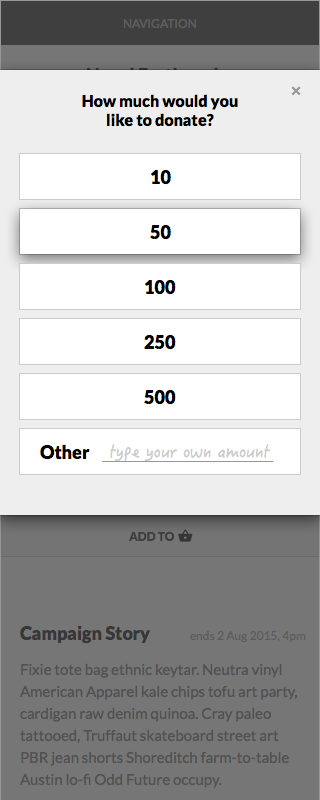 NAVIGATION
×
How much would you
like to donate?
10
50
100
250
500
Other type your own amount
ADD TO
Campaign Story ends 2 Aug 2015, 4pm
Fixie tote bag ethnic keytar. Neutra vinyl
American Apparel kale chips tofu art party,
cardigan raw denim quinoa. Cray paleo
tattooed, Truffaut skateboard street art
PBR jean shorts Shoreditch farm-to-table
Austin lo-fi Odd Future occupy.